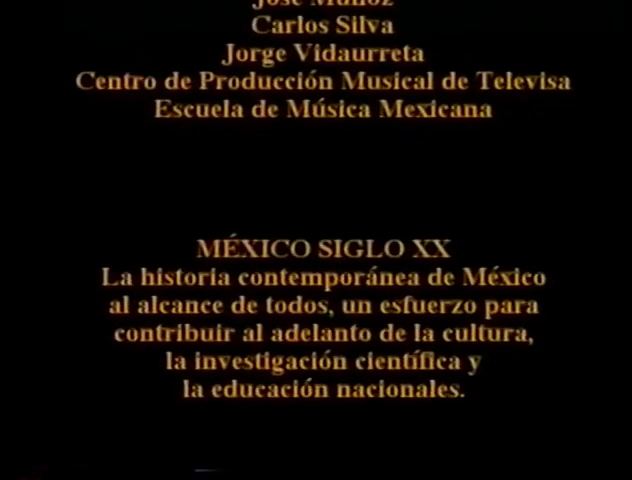 José Muñoz
Carlos Silva
Jorge Vidaurreta
Centro de Producción Musical de Televisa
Escuela de Música Mexicana
MÉXICO SIGLO XX
La historia contemporánea de México
al alcance de todos, un esfuerzo para
contribuir al adelanto de la cultura,
la investigación científica y
la educación nacionales.